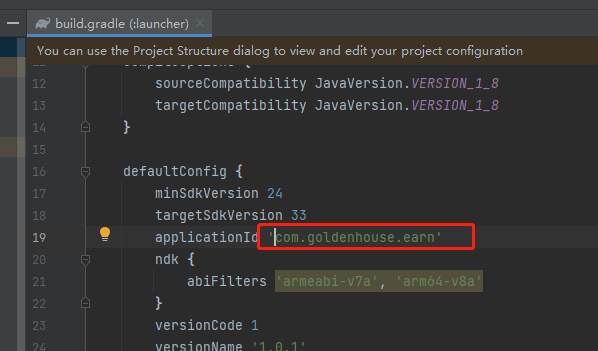 build.gradle (:launcher)
You can use the Project Structure dialog to view and edit your project configuration
12 sourceCompatibility JavaVersion.VERSION_1_8
13 targetCompatibility JavaVersion.VERSION_1_8
14 }
15
16 defaultConfig {
17 minSdkVersion 24
18 targetSdkVersion 33
19 applicationId 'com.goldenhouse.earn'
20 ndk {
21 abiFilters 'armeabi-v7a', 'arm64-v8a'
22 }
23 versionCode 1
24 versionName '1.0.1'